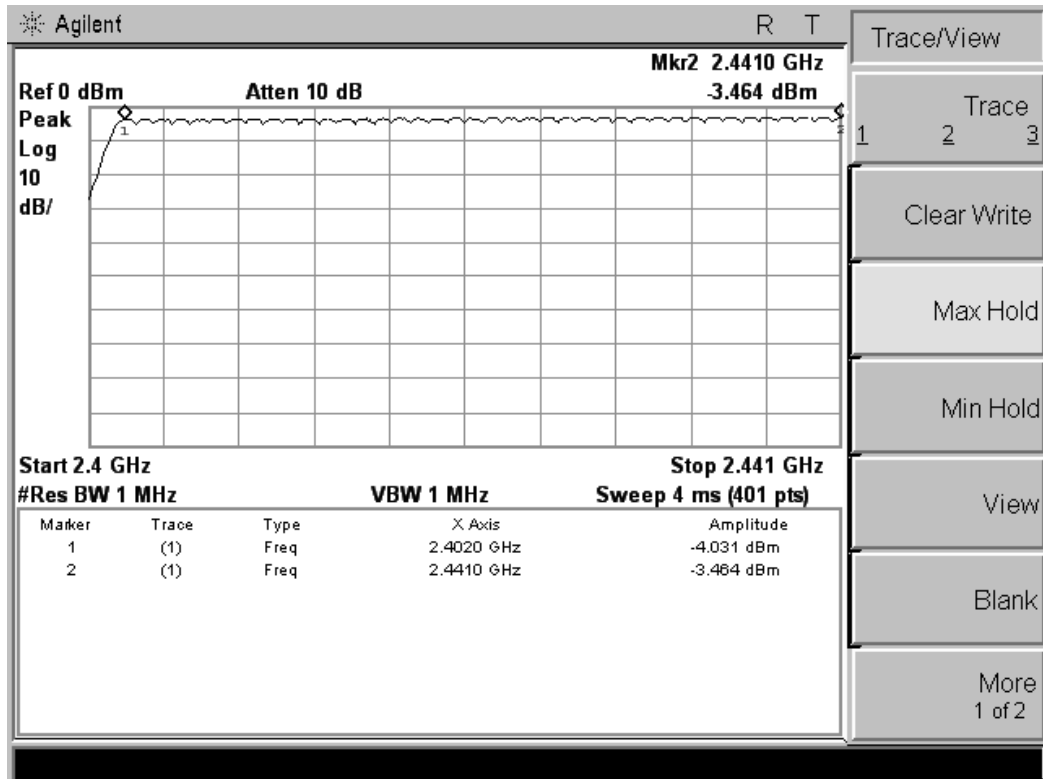 Agilent
R T
Mkr2 2.4410 GHz
Ref 0 dBm
Atten 10 dB
-3.464 dBm
Peak
Log
10
dB/
1
2
Start 2.4 GHz
Stop 2.441 GHz
#Res BW 1 MHz
VBW 1 MHz
Sweep 4 ms (401 pts)
Marker Trace Type X Axis Amplitude
1 (1) Freq 2.4020 GHz -4.031 dBm
2 (1) Freq 2.4410 GHz -3.464 dBm
Trace/View
Trace
1 2 3
Clear Write
Max Hold
Min Hold
View
Blank
More
1 of 2